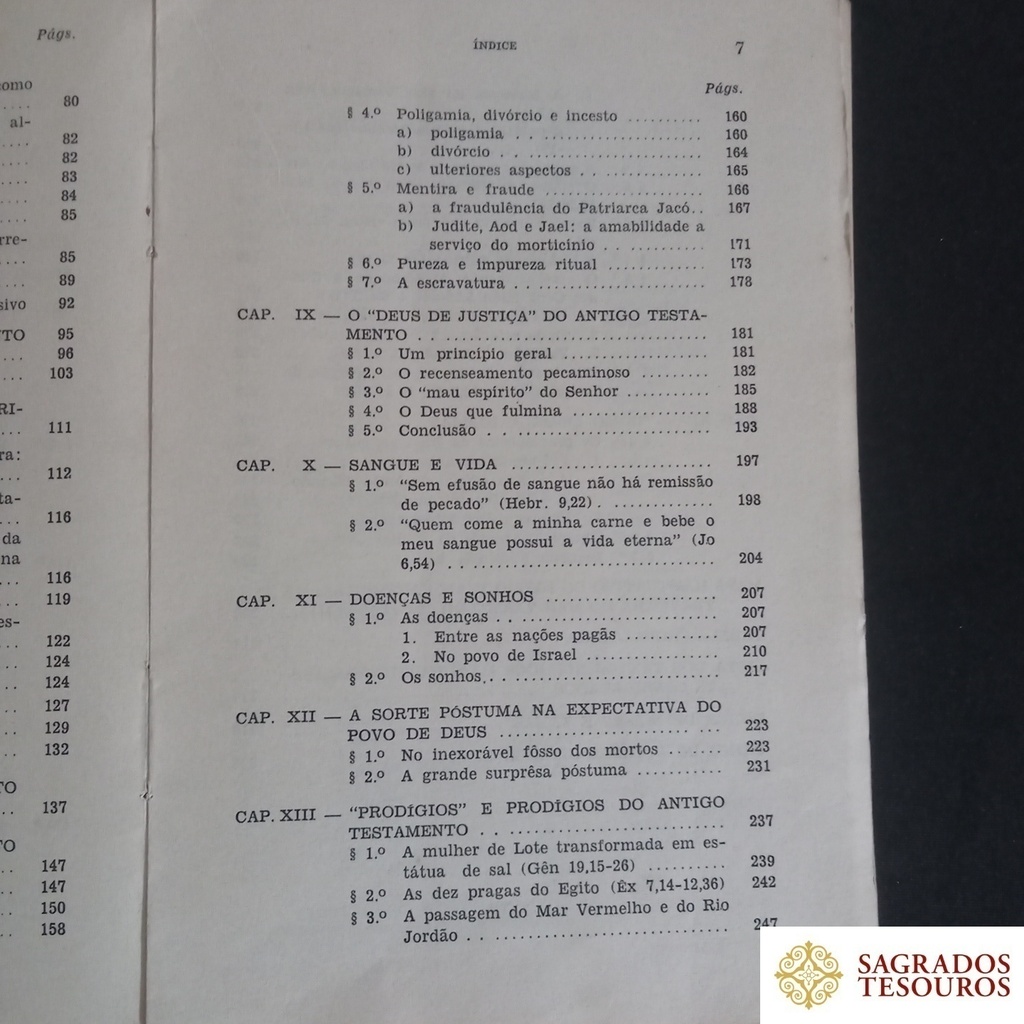 Págs.
80
al-
82
82
83
84
85
rre-
85
89
sivo 92
TO 95
96
103
RI-
111
ra:
112
ta-
116
da
na
116
119
es-
122
124
124
127
129
132
TO
137
TO
147
147
150
158
ÍNDICE 7
Págs.
§ 4.º Poligamia, divórcio e incesto .......... 160
a) poligamia .......... 160
b) divórcio .......... 164
c) ulteriores aspectos .......... 165
§ 5.º Mentira e fraude .......... 166
a) a fraudulência do Patriarca Jacó.. 167
b) Judite, Aod e Jael: a amabilidade a
serviço do morticínio .......... 171
§ 6.º Pureza e impureza ritual .......... 173
§ 7.º A escravatura .......... 178
CAP. IX — O "DEUS DE JUSTIÇA" DO ANTIGO TESTA-
MENTO .......... 181
§ 1.º Um princípio geral .......... 181
§ 2.º O recenseamento pecaminoso ......... 182
§ 3.º O "mau espírito" do Senhor .......... 185
§ 4.º O Deus que fulmina .......... 188
§ 5.º Conclusão .......... 193
CAP. X — SANGUE E VIDA .......... 197
§ 1.º "Sem efusão de sangue não há remissão
de pecado" (Hebr. 9,22) .......... 198
§ 2.º "Quem come a minha carne e bebe o
meu sangue possui a vida eterna" (Jo
6,54) .......... 204
CAP. XI — DOENÇAS E SONHOS .......... 207
§ 1.º As doenças .......... 207
1. Entre as nações pagãs .......... 207
2. No povo de Israel .......... 210
§ 2.º Os sonhos .......... 217
CAP. XII — A SORTE PÓSTUMA NA EXPECTATIVA DO
POVO DE DEUS .......... 223
§ 1.º No inexorável fôsso dos mortos ...... 223
§ 2.º A grande surprêsa póstuma .......... 231
CAP. XIII — "PRODÍGIOS" E PRODÍGIOS DO ANTIGO
TESTAMENTO .......... 237
§ 1.º A mulher de Lote transformada em es-
tátua de sal (Gên 19,15-26) .......... 239
§ 2.º As dez pragas do Egito (Êx 7,14-12,36) 242
§ 3.º A passagem do Mar Vermelho e do Rio
Jordão .......... 247
SAGRADOS
TESOUROS